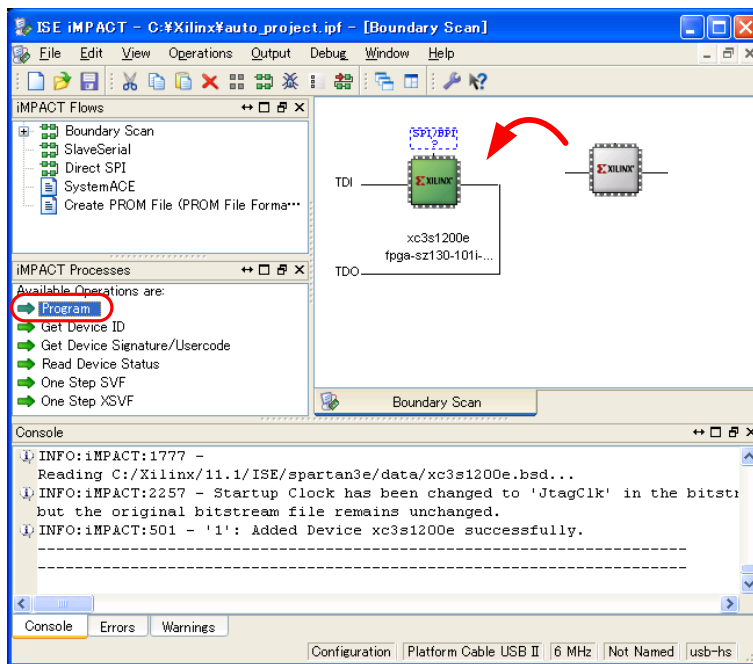 ISE iMPACT - C:¥Xilinx¥auto_project.ipf - [Boundary Scan]
File Edit View Operations Output Debug Window Help
iMPACT Flows
Boundary Scan
SlaveSerial
Direct SPI
SystemACE
Create PROM File (PROM File Forma…
SPI/BPI
?
XILINX
XILINX
TDI
xc3s1200e
fpga-sz130-101i-...
TDO
iMPACT Processes
Available Operations are:
Program
Get Device ID
Get Device Signature/Usercode
Read Device Status
One Step SVF
One Step XSVF
Boundary Scan
Console
INFO:iMPACT:1777 -
Reading C:/Xilinx/11.1/ISE/spartan3e/data/xc3s1200e.bsd...
INFO:iMPACT:2257 - Startup Clock has been changed to 'JtagClk' in the bitst
but the original bitstream file remains unchanged.
INFO:iMPACT:501 - '1': Added Device xc3s1200e successfully.
----------------------------------------------------------------------
----------------------------------------------------------------------
Console Errors Warnings
Configuration Platform Cable USB II 6 MHz Not Named usb-hs